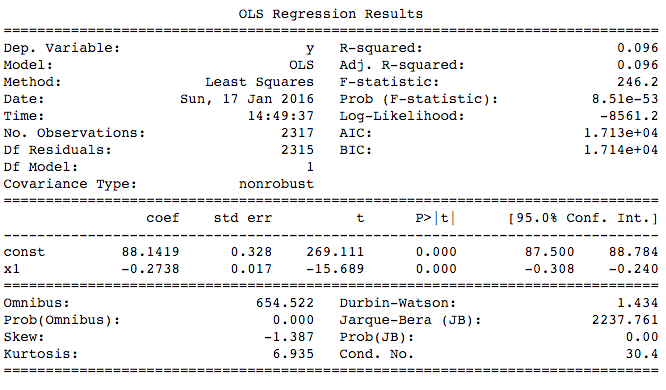 OLS Regression Results
==============================================================================
Dep. Variable:                      y   R-squared:                       0.096
Model:                            OLS   Adj. R-squared:                  0.096
Method:                 Least Squares   F-statistic:                     246.2
Date:                Sun, 17 Jan 2016   Prob (F-statistic):           8.51e-53
Time:                        14:49:37   Log-Likelihood:                -8561.2
No. Observations:                2317   AIC:                         1.713e+04
Df Residuals:                    2315   BIC:                         1.714e+04
Df Model:                           1
Covariance Type:            nonrobust
==============================================================================
                 coef    std err          t      P>|t|      [95.0% Conf. Int.]
------------------------------------------------------------------------------
const         88.1419      0.328    269.111      0.000        87.500    88.784
x1            -0.2738      0.017    -15.689      0.000        -0.308    -0.240
==============================================================================
Omnibus:                      654.522   Durbin-Watson:                   1.434
Prob(Omnibus):                  0.000   Jarque-Bera (JB):             2237.761
Skew:                          -1.387   Prob(JB):                         0.00
Kurtosis:                       6.935   Cond. No.                         30.4
==============================================================================